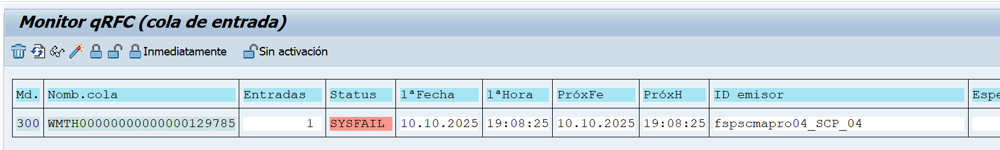 Monitor qRFC (cola de entrada)
Inmediatamente Sin activación
Md. Nomb.cola Entradas Status 1ªFecha 1ªHora PróxFe PróxH ID emisor Espe
300 WMTH00000000000000129785 1 SYSFAIL 10.10.2025 19:08:25 10.10.2025 19:08:25 fspscmapro04_SCP_04